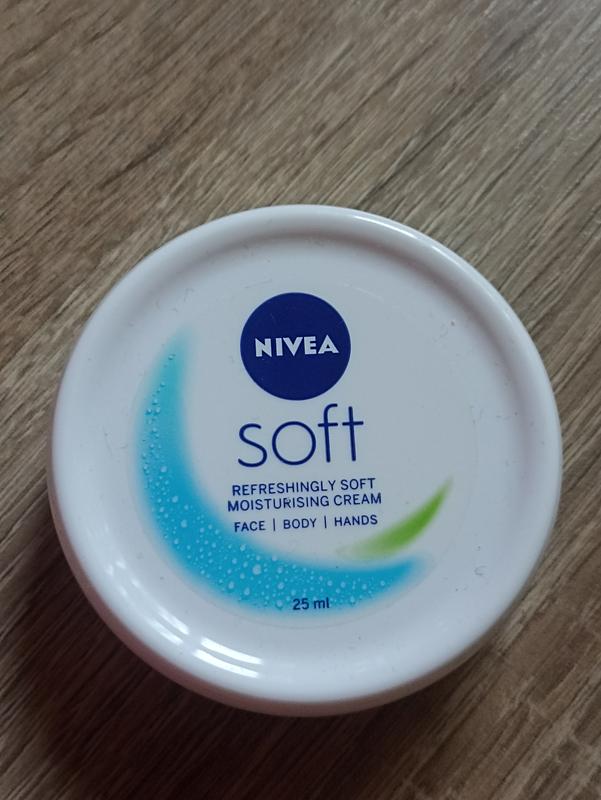 NIVEA
soft
REFRESHINGLY SOFT
MOISTURISING CREAM
FACE | BODY | HANDS
25 ml